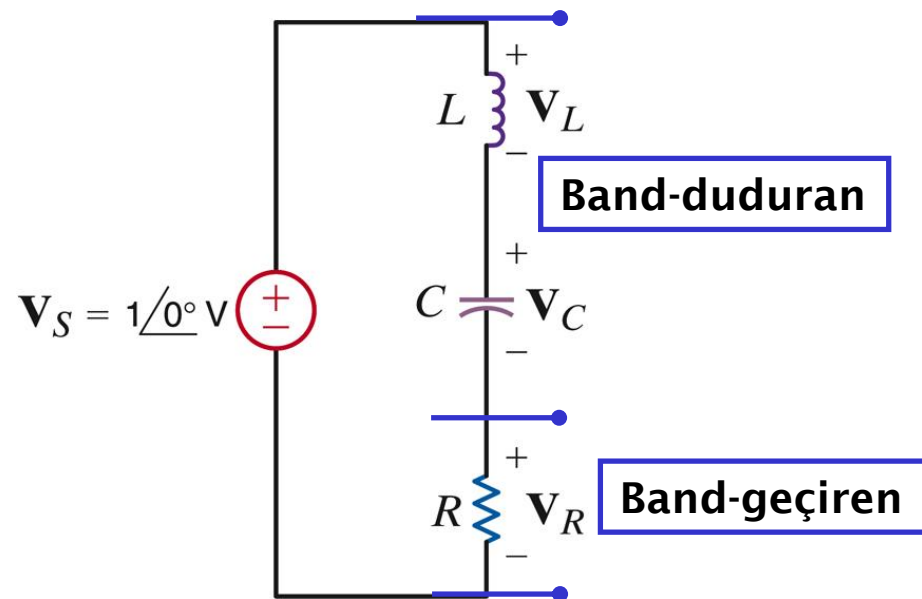 +
L V_L
−
Band-duduran
+
V_S = 1/0° V + − C V_C
−
+
R V_R Band-geçiren
−